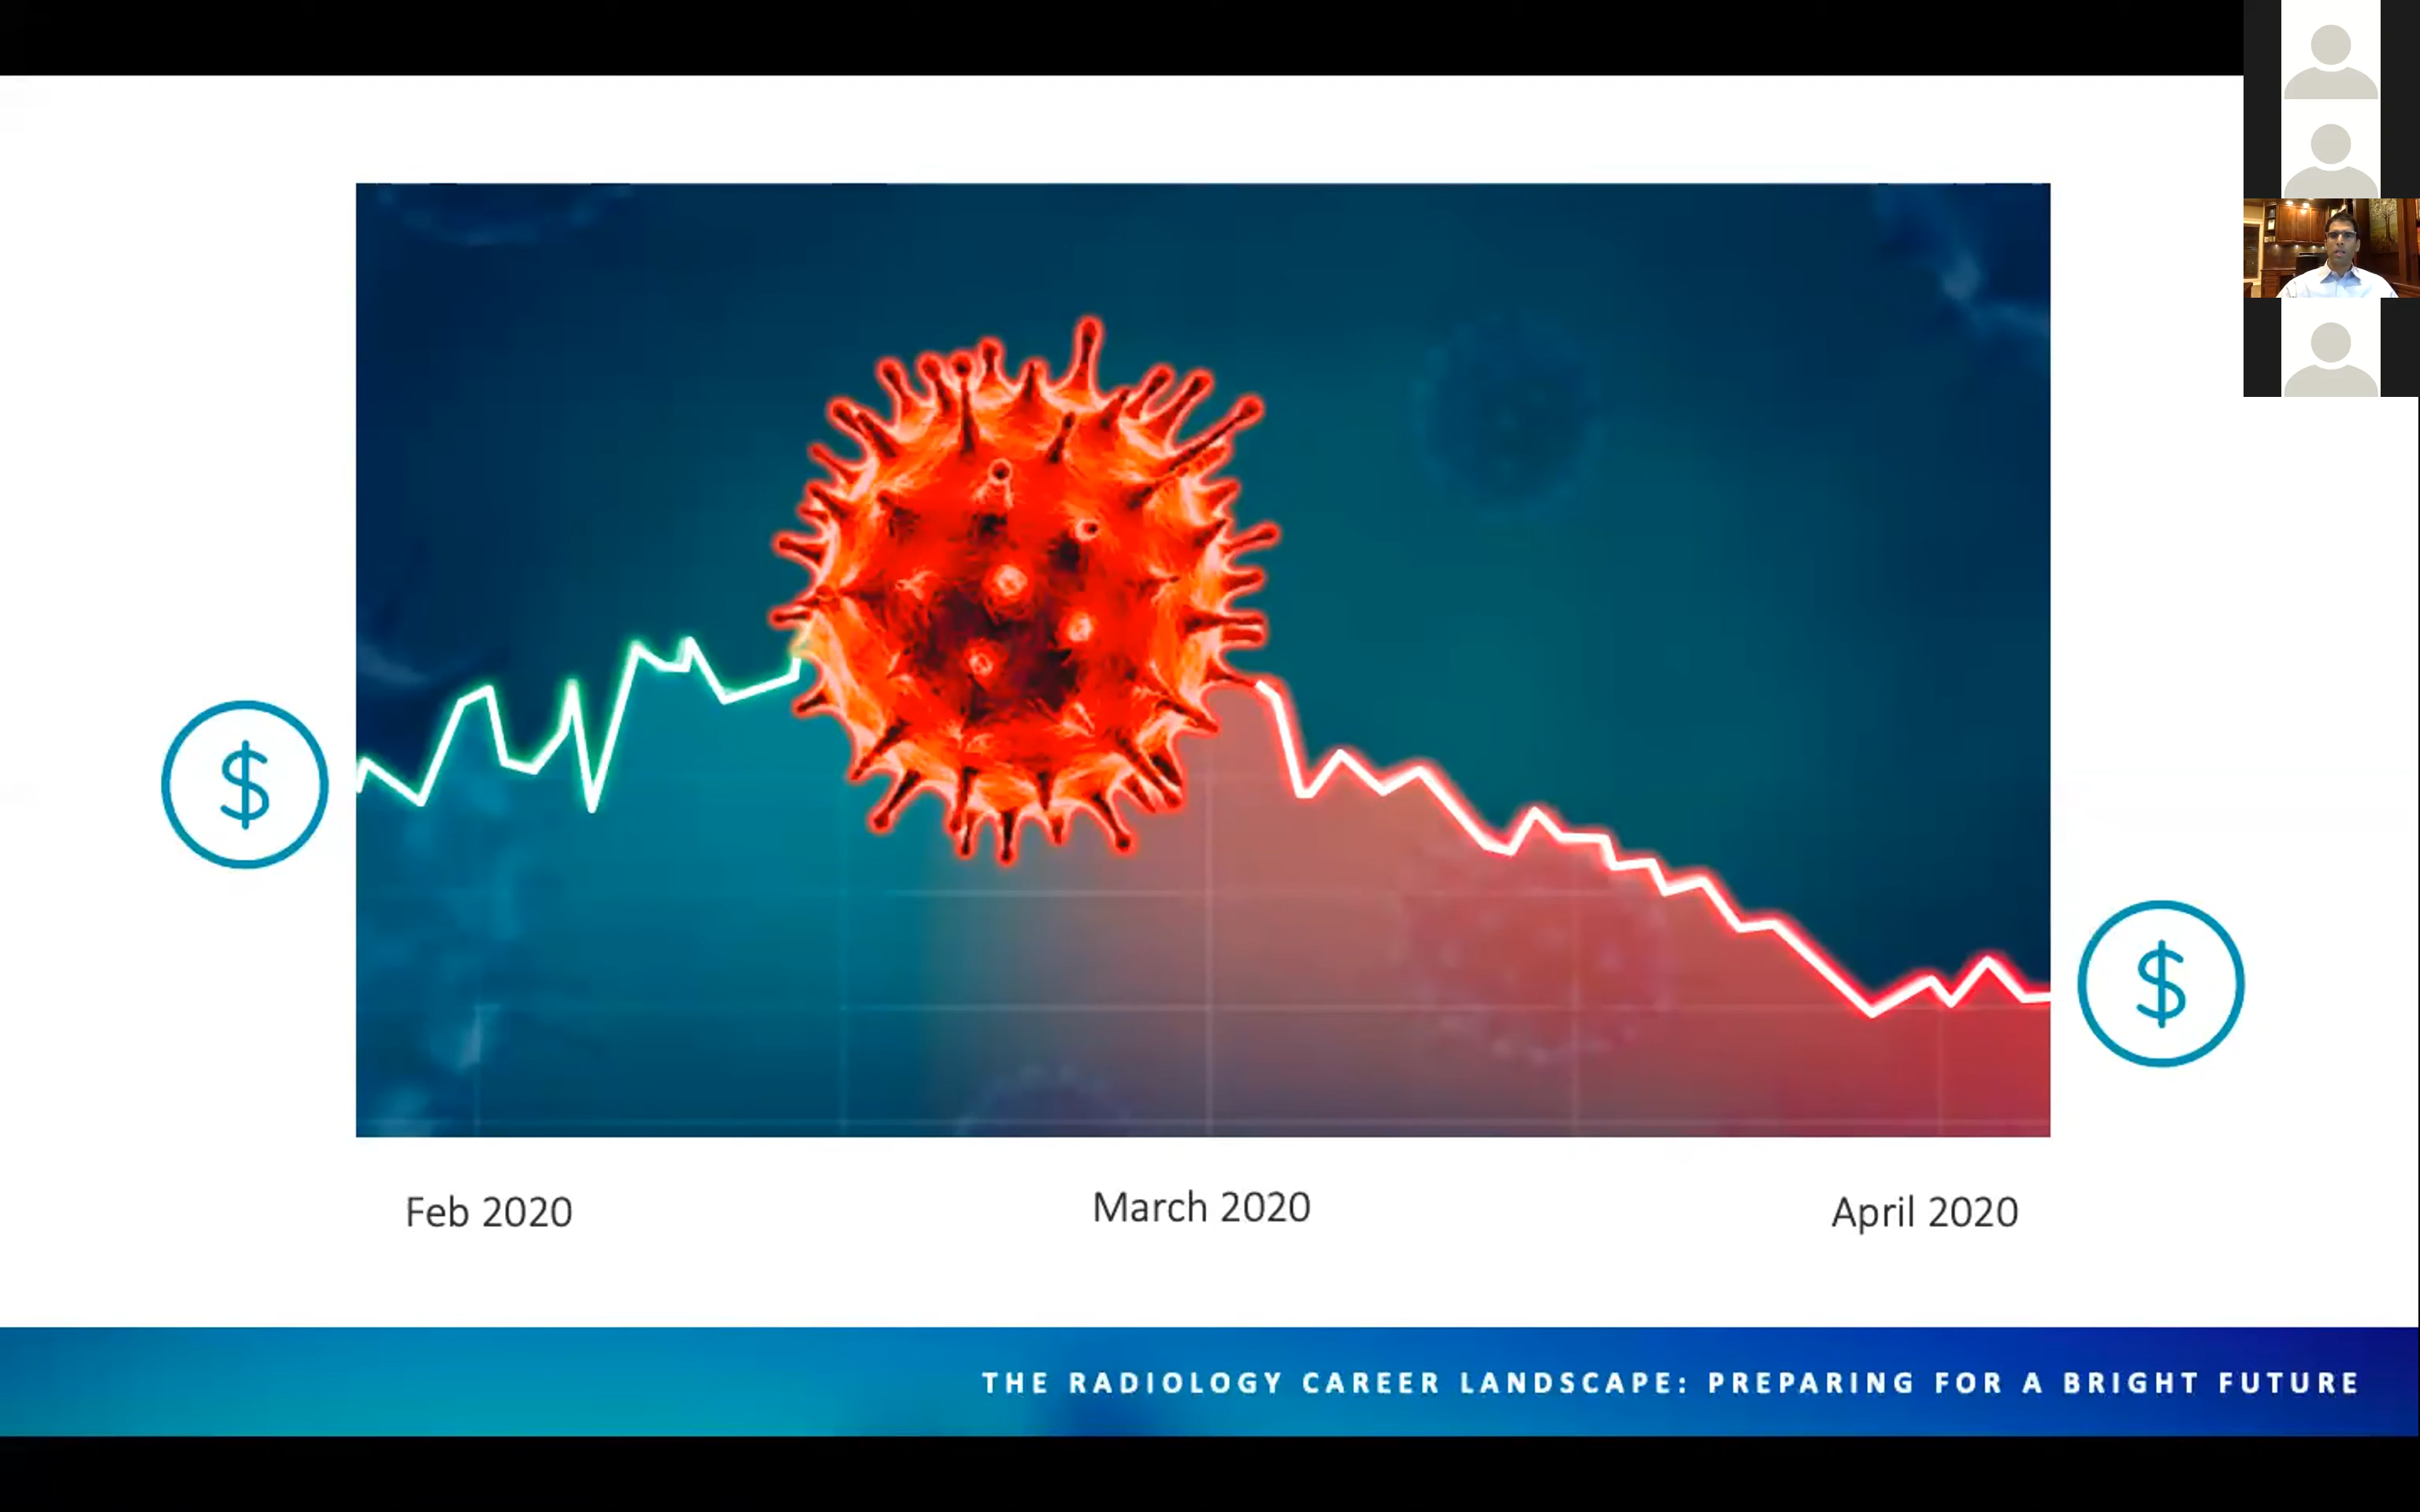 $
$
Feb 2020
March 2020
April 2020
THE RADIOLOGY CAREER LANDSCAPE: PREPARING FOR A BRIGHT FUTURE